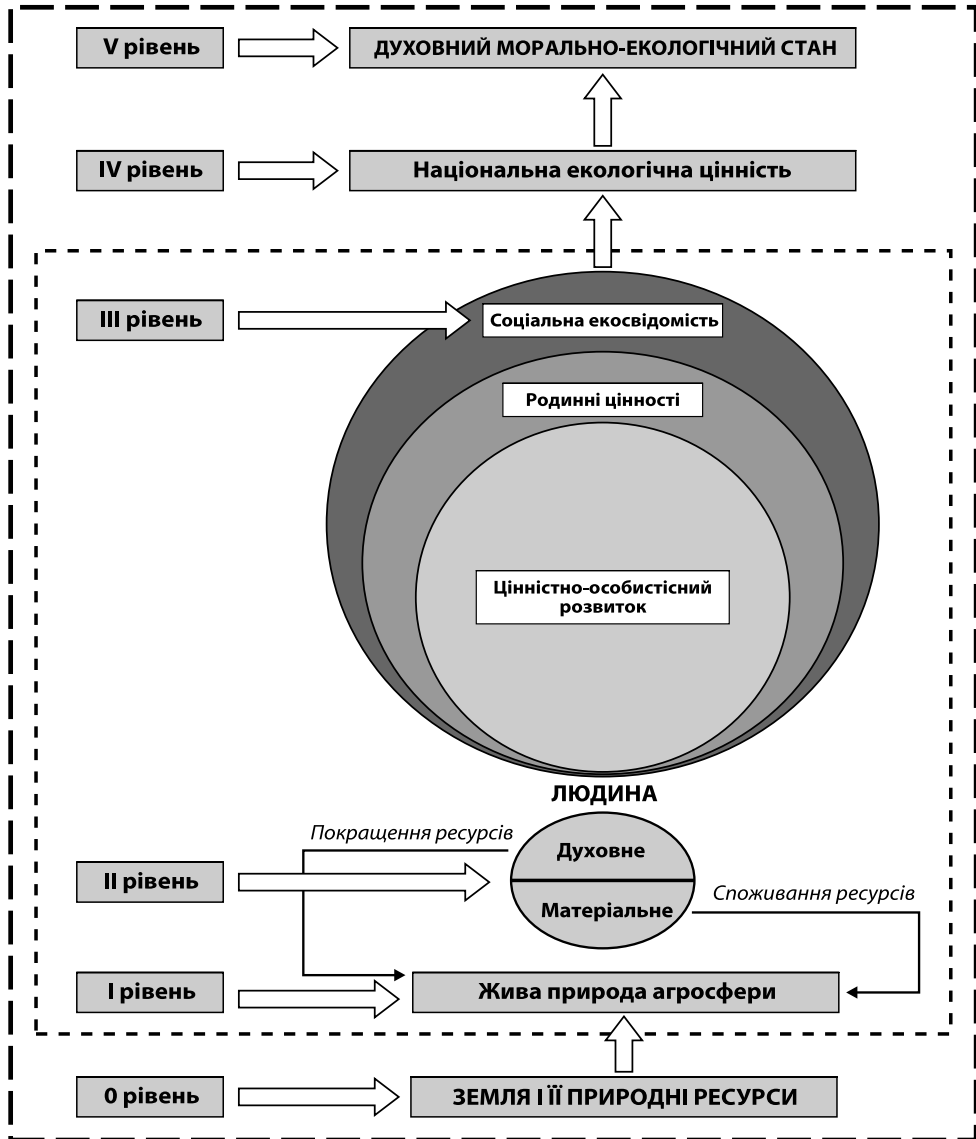 V рівень
ДУХОВНИЙ МОРАЛЬНО-ЕКОЛОГІЧНИЙ СТАН
IV рівень
Національна екологічна цінність
III рівень
Соціальна екосвідомість
Родинні цінності
Цінністно-особистісний
розвиток
ЛЮДИНА
Покращення ресурсів
Духовне
II рівень
Матеріальне
Споживання ресурсів
I рівень
Жива природа агросфери
0 рівень
ЗЕМЛЯ І ЇЇ ПРИРОДНІ РЕСУРСИ